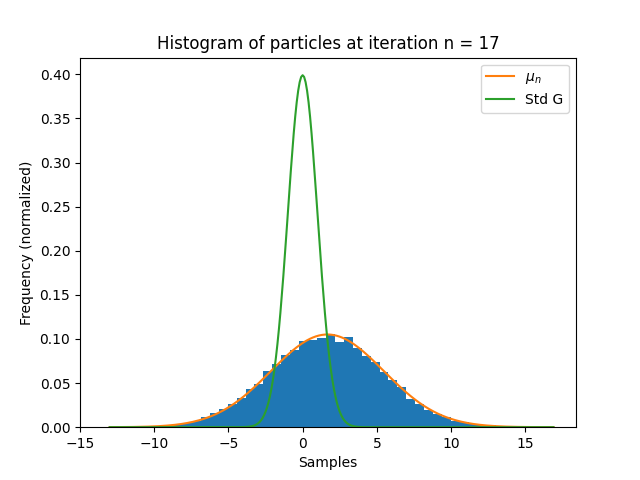 Histogram of particles at iteration n = 17
μn
Std G
Frequency (normalized)
0.40
0.35
0.30
0.25
0.20
0.15
0.10
0.05
0.00
−15 −10 −5 0 5 10 15
Samples